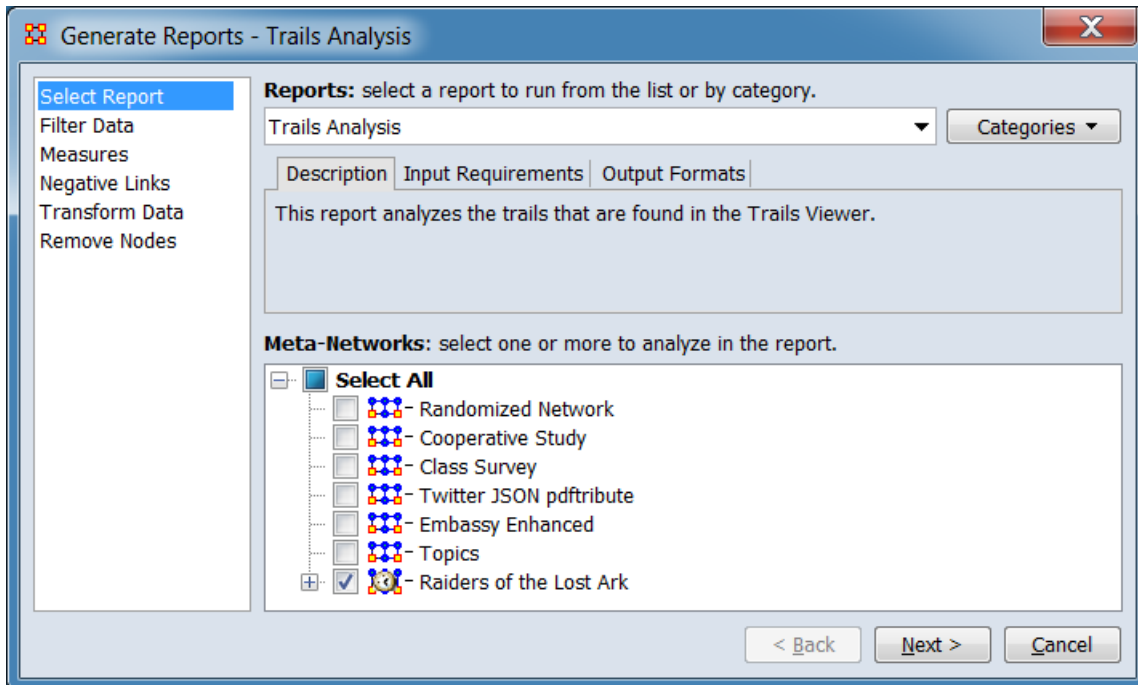 Generate Reports - Trails Analysis
Select Report
Filter Data
Measures
Negative Links
Transform Data
Remove Nodes
Reports: select a report to run from the list or by category.
Trails Analysis
Categories
Description
Input Requirements
Output Formats
This report analyzes the trails that are found in the Trails Viewer.
Meta-Networks: select one or more to analyze in the report.
Select All
- Randomized Network
- Cooperative Study
- Class Survey
- Twitter JSON pdftribute
- Embassy Enhanced
- Topics
- Raiders of the Lost Ark
< Back
Next >
Cancel